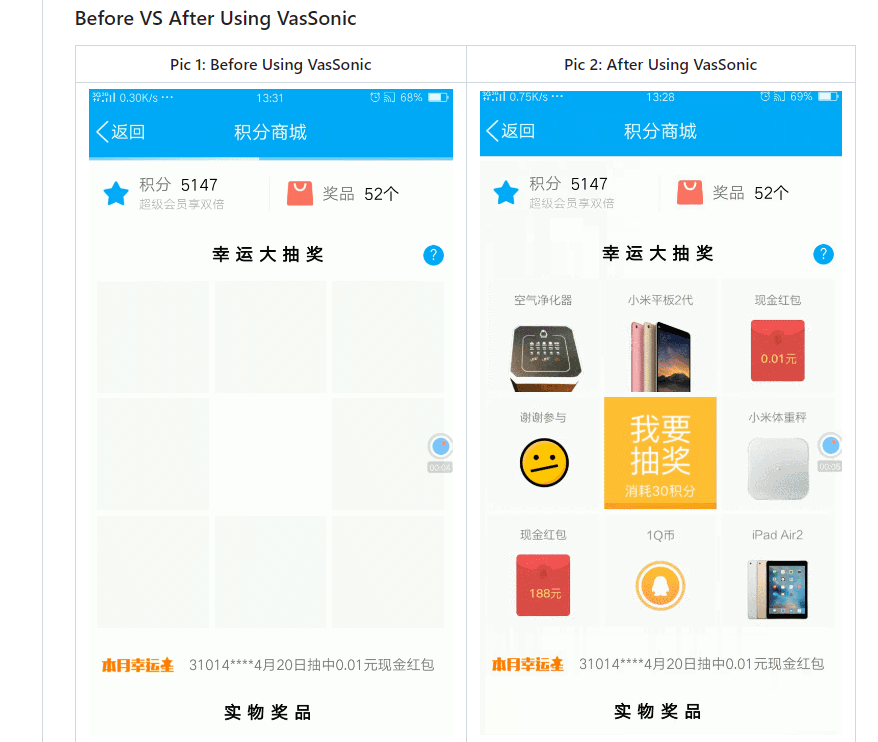 Before VS After Using VasSonic
Pic 1: Before Using VasSonic
Pic 2: After Using VasSonic
0.30K/s ··· 13:31 68%
返回 积分商城
积分 5147
超级会员享双倍
奖品 52个
幸运大抽奖 ?
00:04
本月幸运星 31014****4月20日抽中0.01元现金红包
实物奖品
0.75K/s ··· 13:28 69%
返回 积分商城
积分 5147
超级会员享双倍
奖品 52个
幸运大抽奖 ?
空气净化器 小米平板2代 现金红包
0.01元
谢谢参与 我要 小米体重秤
抽奖
消耗30积分
00:06
现金红包 1Q币 iPad Air2
188元
本月幸运星 31014****4月20日抽中0.01元现金红包
实物奖品